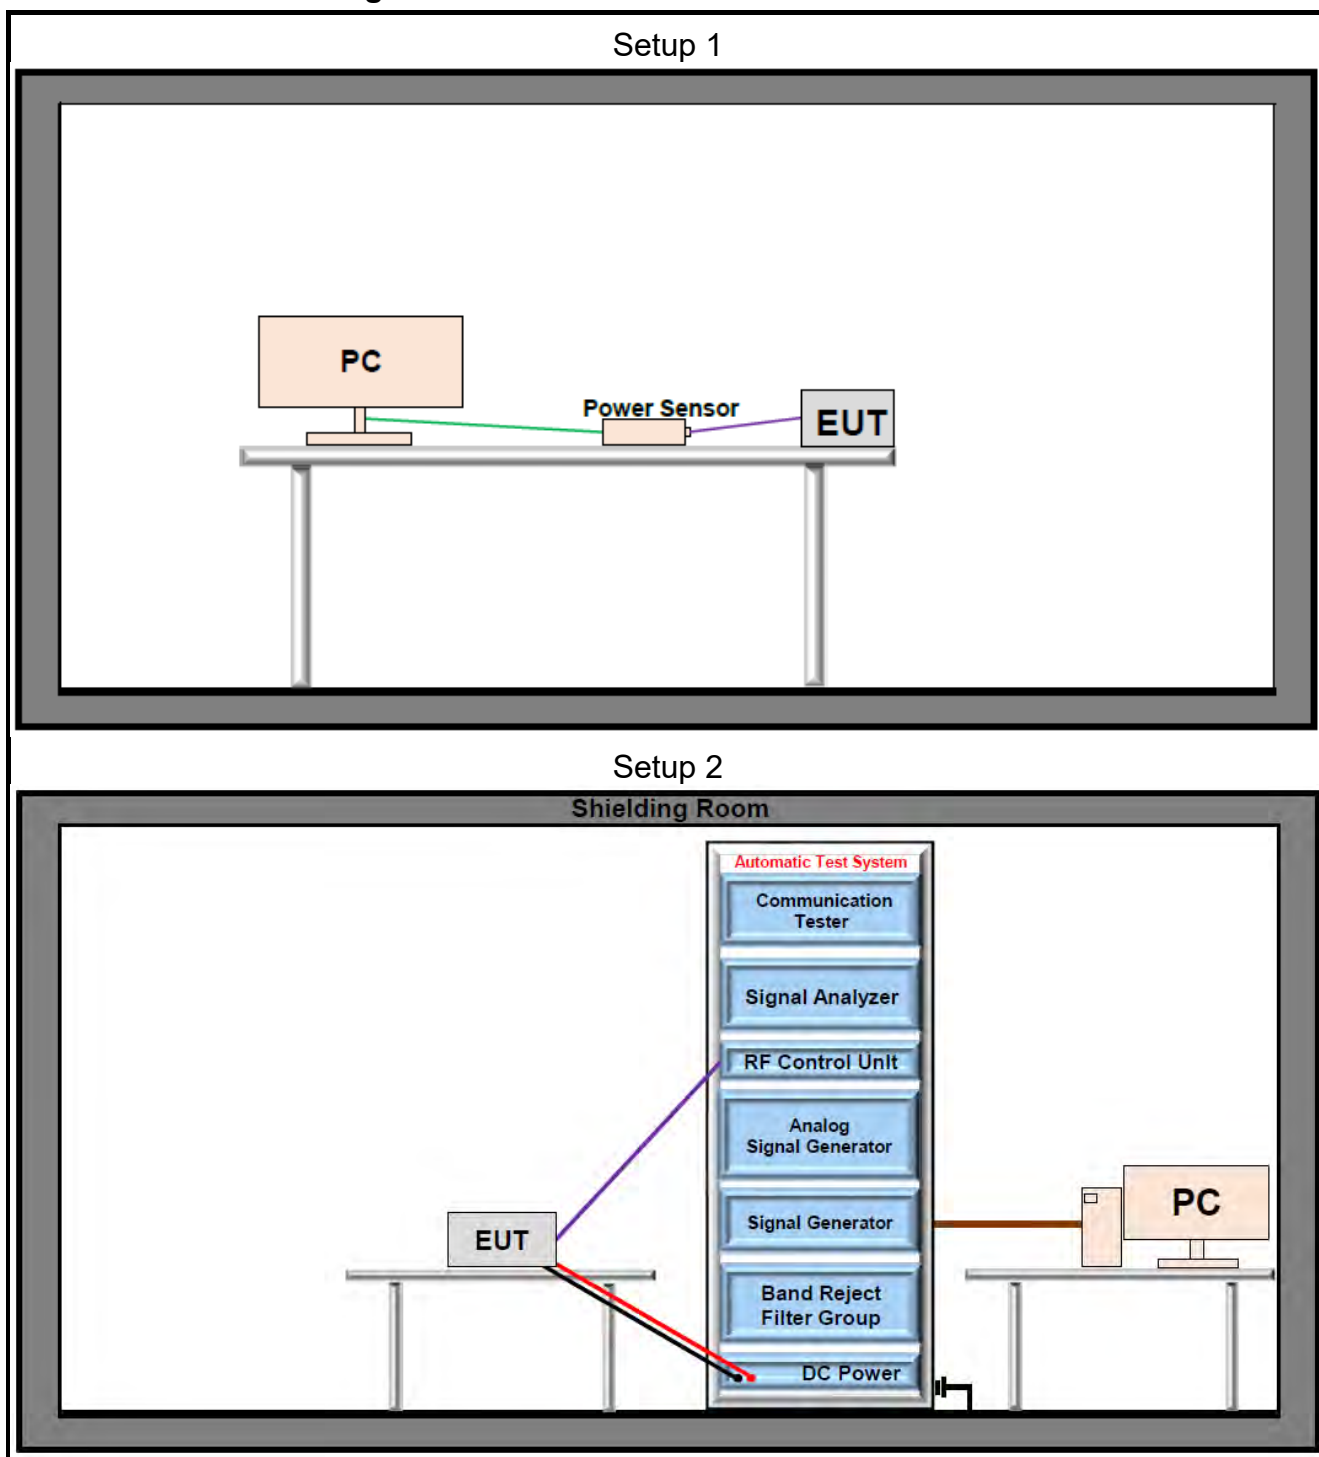 Setup 1
PC
Power Sensor
EUT
Setup 2
Shielding Room
Automatic Test System
Communication
Tester
Signal Analyzer
RF Control Unit
Analog
Signal Generator
Signal Generator
Band Reject
Filter Group
DC Power
EUT
PC